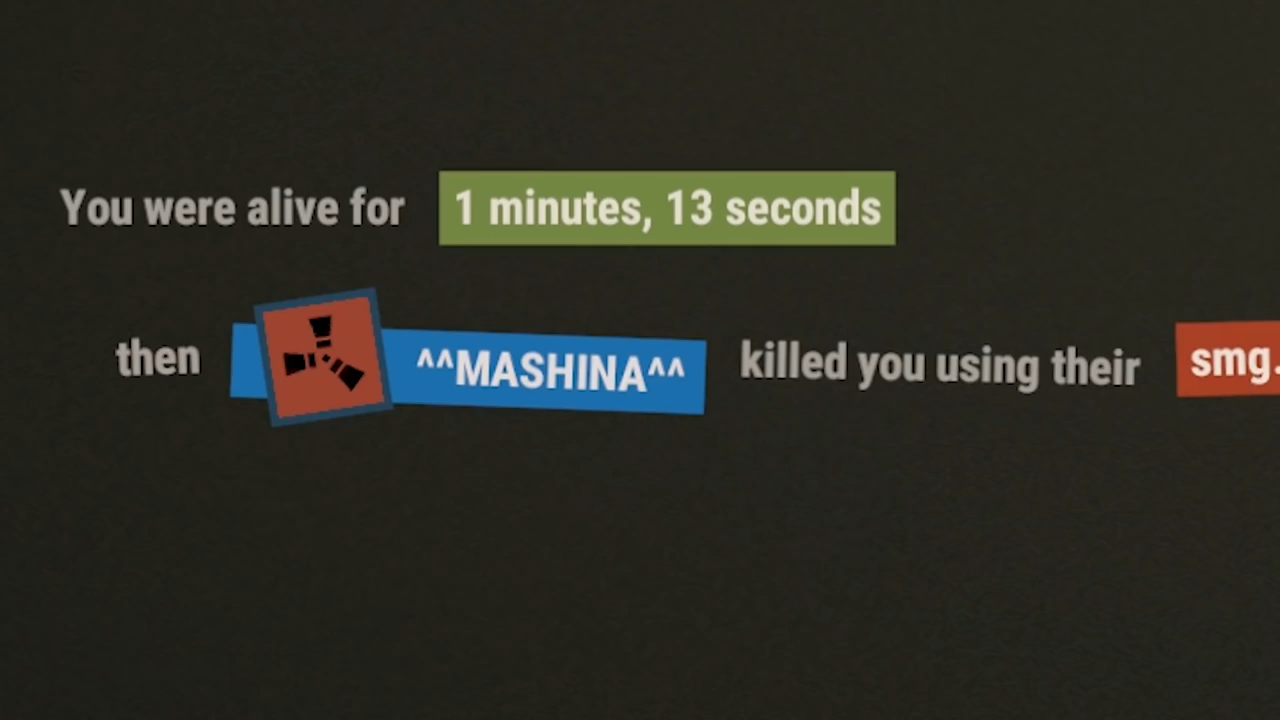 You were alive for 1 minutes, 13 seconds
then ^^MASHINA^^ killed you using their smg.